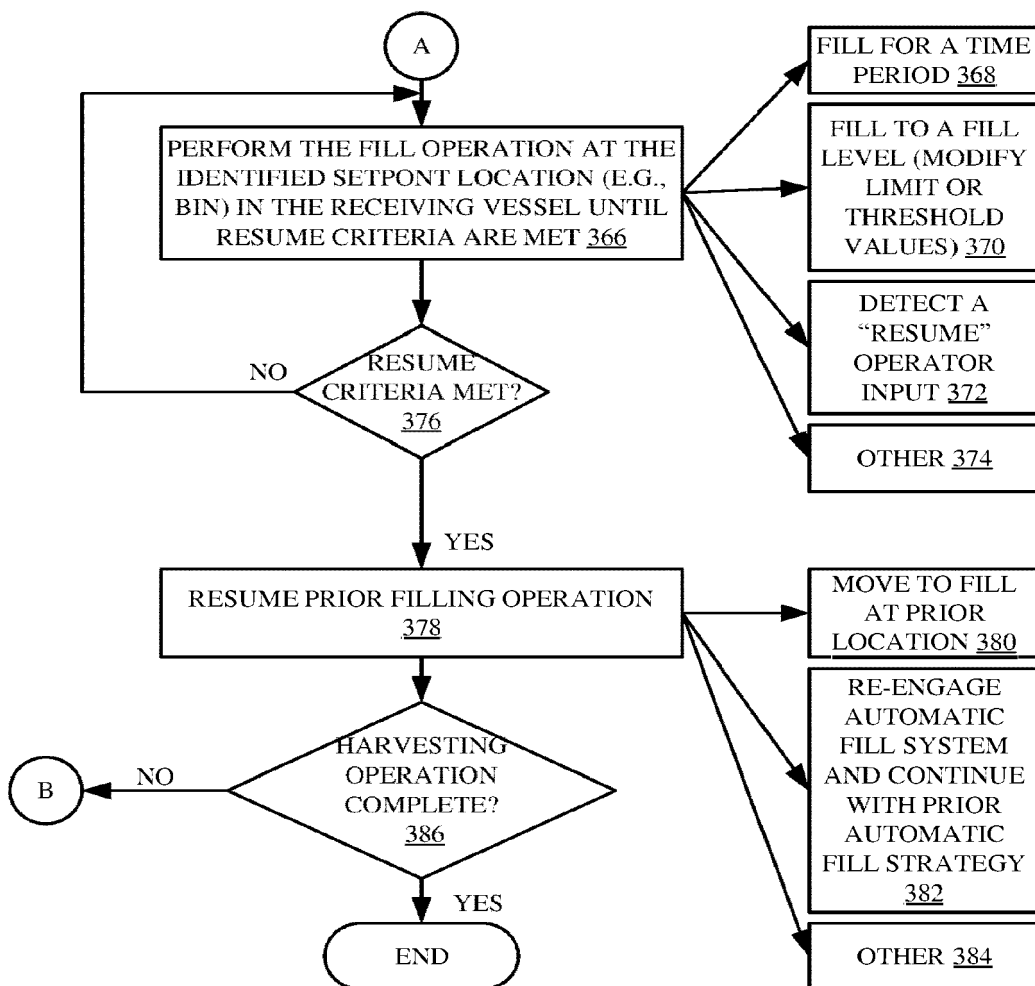 A
PERFORM THE FILL OPERATION AT THE
IDENTIFIED SETPONT LOCATION (E.G.,
BIN) IN THE RECEIVING VESSEL UNTIL
RESUME CRITERIA ARE MET 366
FILL FOR A TIME
PERIOD 368
FILL TO A FILL
LEVEL (MODIFY
LIMIT OR
THRESHOLD
VALUES) 370
DETECT A
“RESUME”
OPERATOR
INPUT 372
OTHER 374
RESUME
CRITERIA MET?
376
NO
YES
RESUME PRIOR FILLING OPERATION
378
MOVE TO FILL
AT PRIOR
LOCATION 380
RE-ENGAGE
AUTOMATIC
FILL SYSTEM
AND CONTINUE
WITH PRIOR
AUTOMATIC
FILL STRATEGY
382
OTHER 384
HARVESTING
OPERATION
COMPLETE?
386
NO
B
YES
END